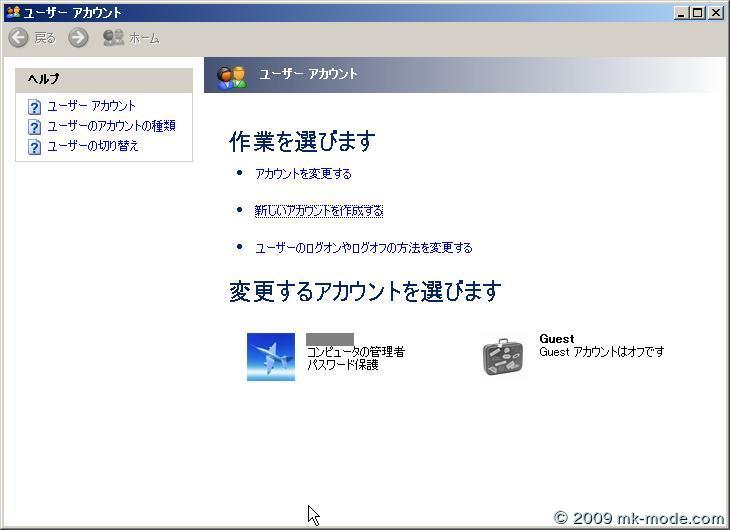 ユーザー アカウント
戻る
ホーム
ヘルプ
ユーザー アカウント
ユーザーのアカウントの種類
ユーザーの切り替え
ユーザー アカウント
作業を選びます
アカウントを変更する
新しいアカウントを作成する
ユーザーのログオンやログオフの方法を変更する
変更するアカウントを選びます
コンピュータの管理者
パスワード保護
Guest
Guest アカウントはオフです
© 2009 mk-mode.com